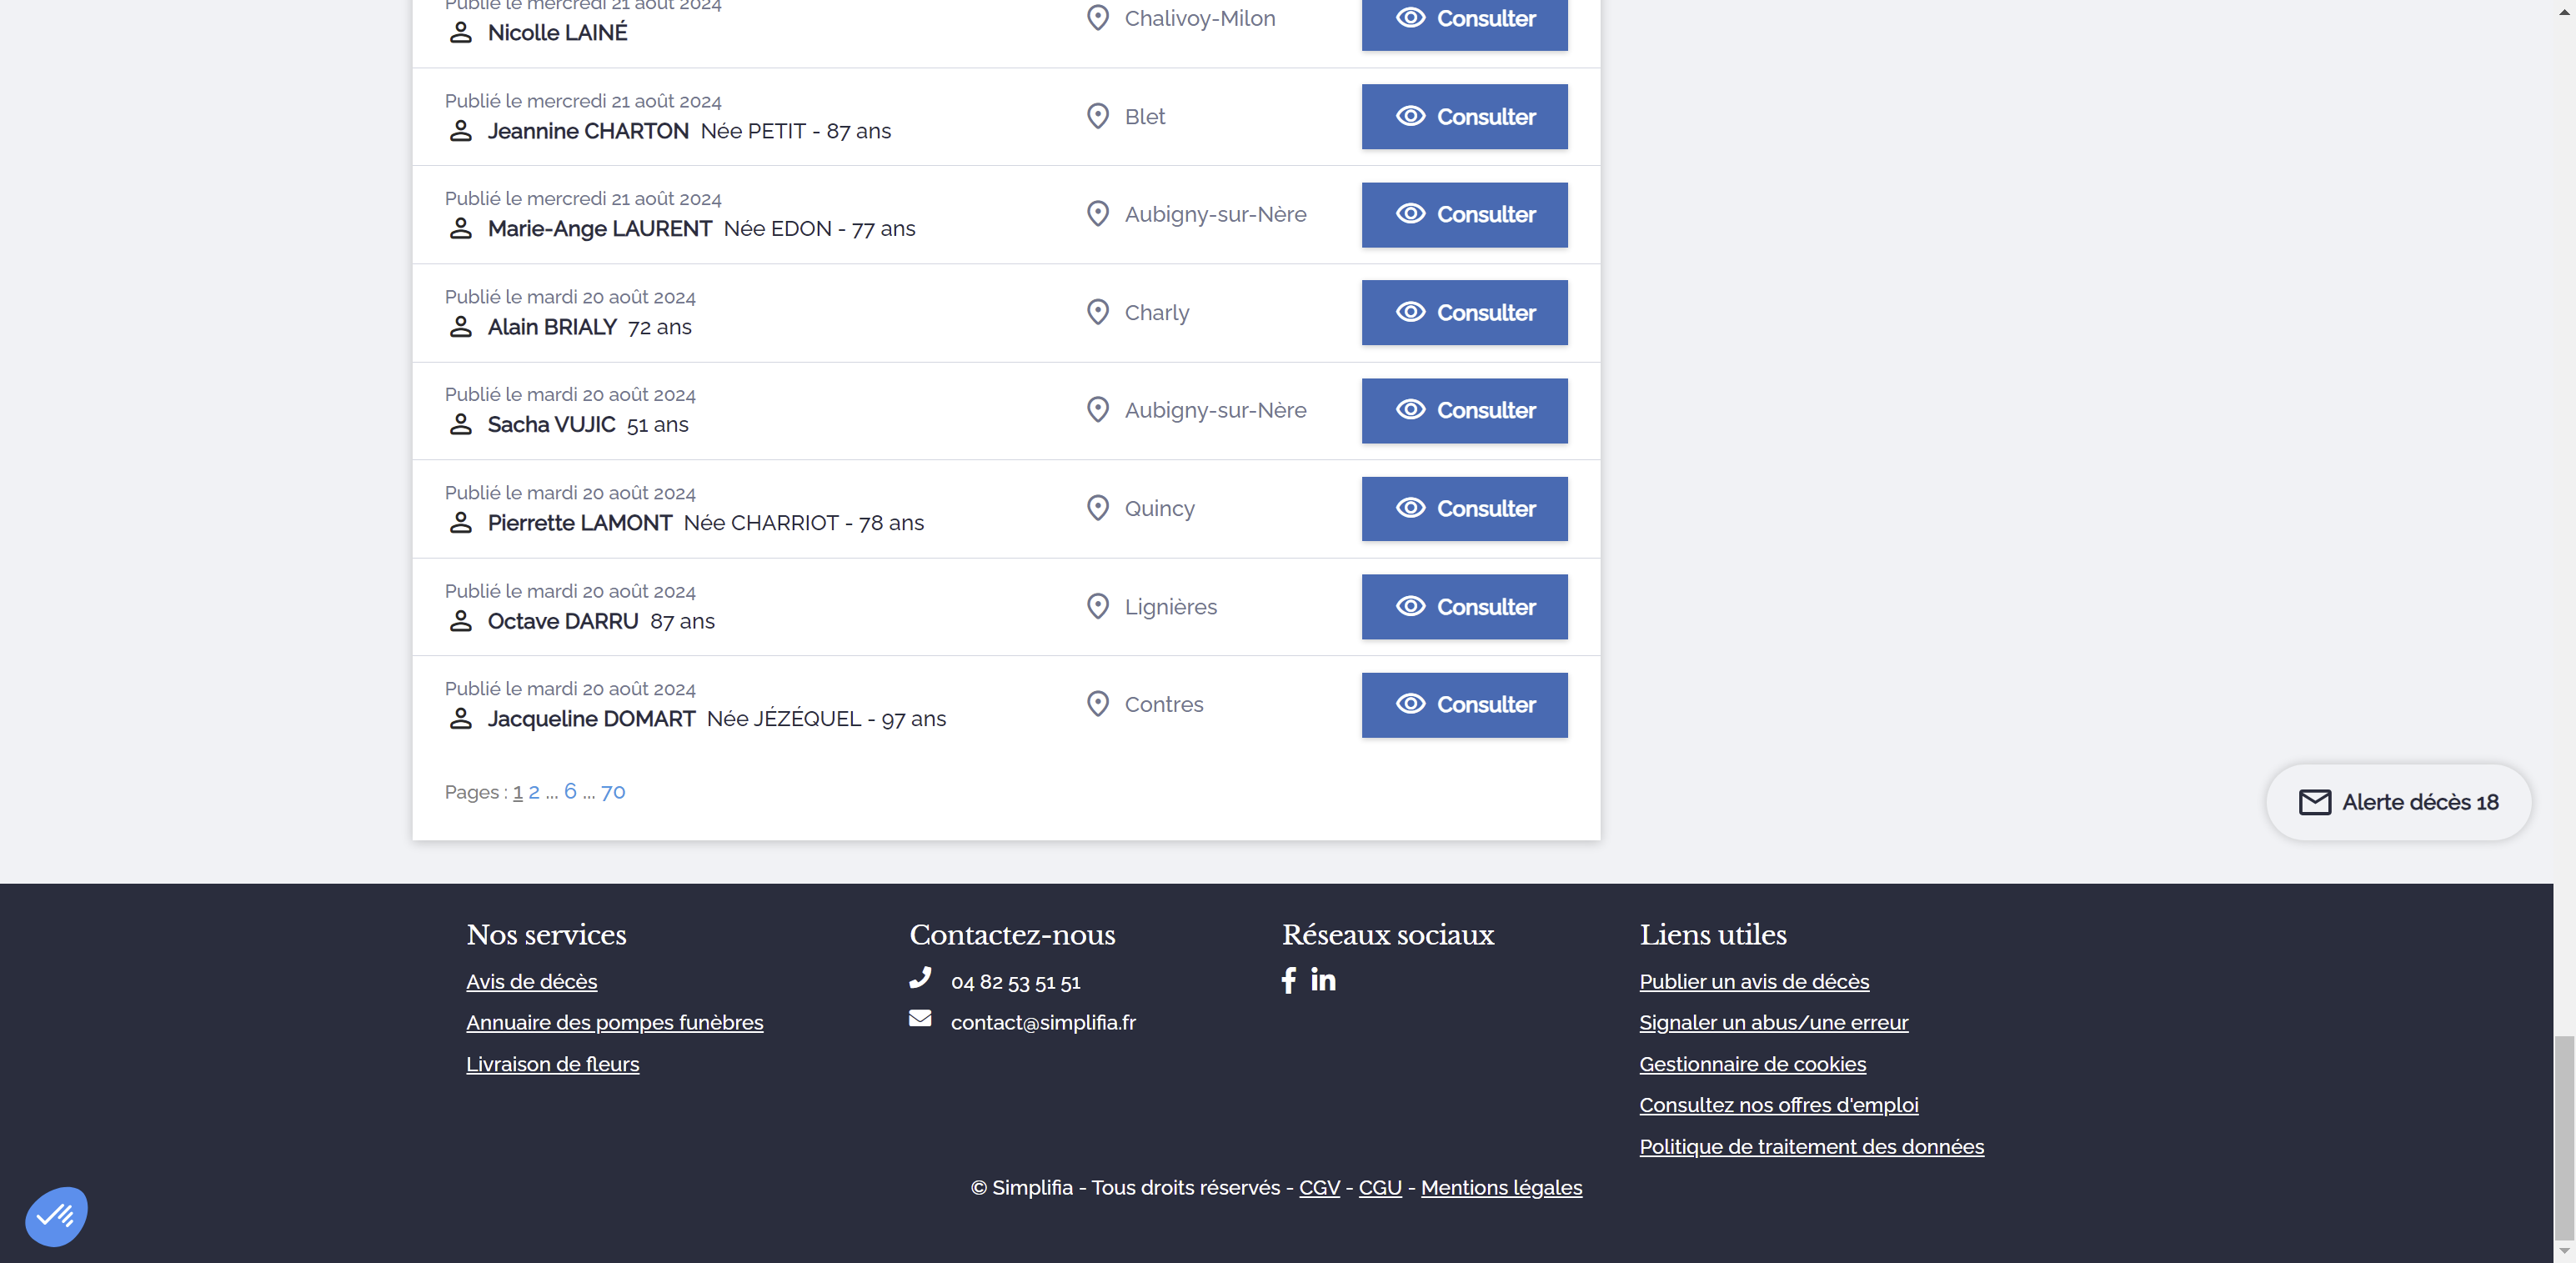 Publié le mercredi 21 août 2024
Nicolle LAINÉ
Chalivoy-Milon
Consulter
Publié le mercredi 21 août 2024
Jeannine CHARTON Née PETIT - 87 ans
Blet
Consulter
Publié le mercredi 21 août 2024
Marie-Ange LAURENT Née EDON - 77 ans
Aubigny-sur-Nère
Consulter
Publié le mardi 20 août 2024
Alain BRIALY 72 ans
Charly
Consulter
Publié le mardi 20 août 2024
Sacha VUJIC 51 ans
Aubigny-sur-Nère
Consulter
Publié le mardi 20 août 2024
Pierrette LAMONT Née CHARRIOT - 78 ans
Quincy
Consulter
Publié le mardi 20 août 2024
Octave DARRU 87 ans
Lignières
Consulter
Publié le mardi 20 août 2024
Jacqueline DOMART Née JÉZÉQUEL - 97 ans
Contres
Consulter
Pages : 1 2 ... 6 ... 70
Alerte décès 18
Nos services
Avis de décès
Annuaire des pompes funèbres
Livraison de fleurs
Contactez-nous
04 82 53 51 51
contact@simplifia.fr
Réseaux sociaux
Liens utiles
Publier un avis de décès
Signaler un abus/une erreur
Gestionnaire de cookies
Consultez nos offres d'emploi
Politique de traitement des données
© Simplifia - Tous droits réservés - CGV - CGU - Mentions légales